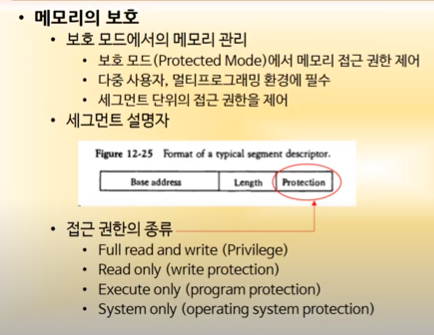 • 메모리의 보호
• 보호 모드에서의 메모리 관리
• 보호 모드(Protected Mode)에서 메모리 접근 권한 제어
• 다중 사용자, 멀티프로그래밍 환경에 필수
• 세그먼트 단위의 접근 권한을 제어
• 세그먼트 설명자
Figure 12-25 Format of a typical segment descriptor.
Base address Length Protection
• 접근 권한의 종류
• Full read and write (Privilege)
• Read only (write protection)
• Execute only (program protection)
• System only (operating system protection)